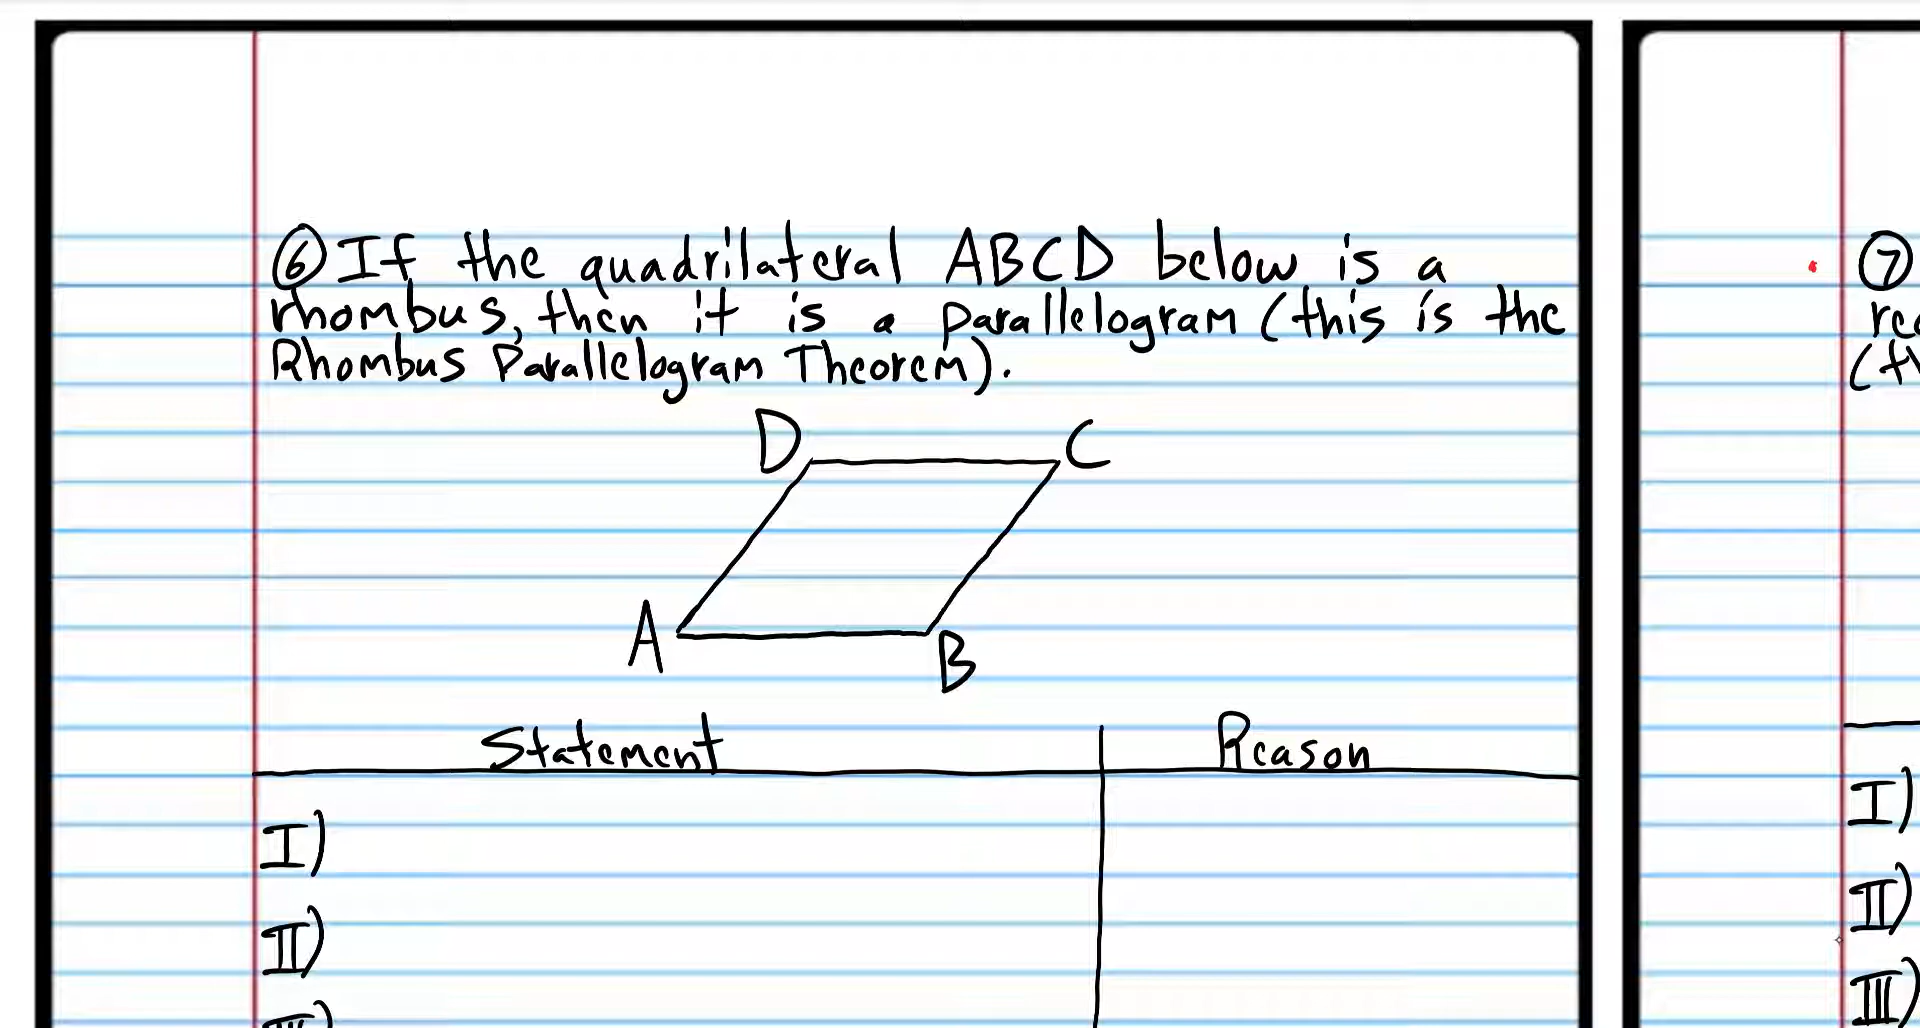 ⑥ If the quadrilateral ABCD below is a
rhombus, then it is a parallelogram (this is the
Rhombus Parallelogram Theorem).
D C
A B
Statement Reason
I)
II)
III)
⑦
I)
II)
III)